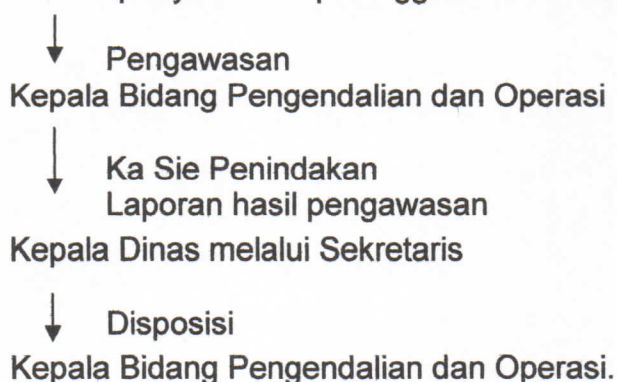 Pengawasan
Kepala Bidang Pengendalian dan Operasi
Ka Sie Penindakan
Laporan hasil pengawasan
Kepala Dinas melalui Sekretaris
Disposisi
Kepala Bidang Pengendalian dan Operasi.